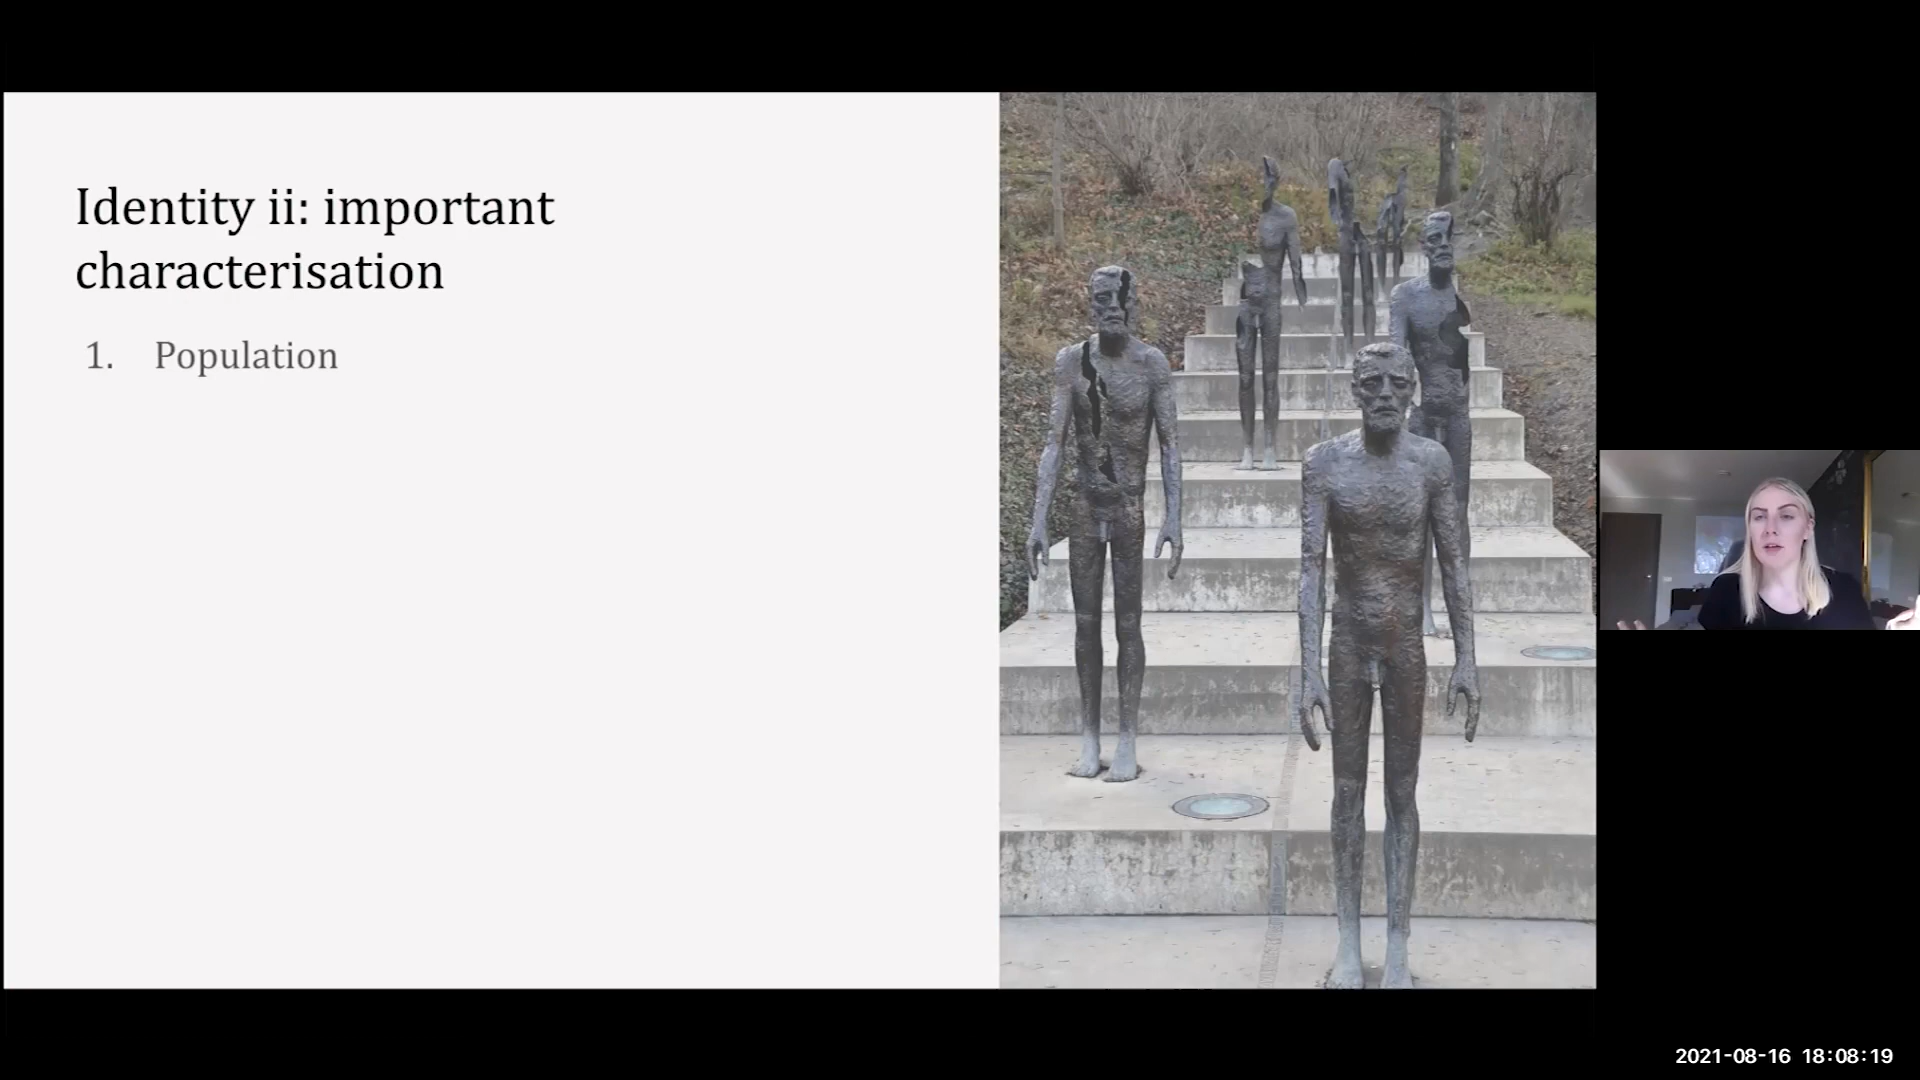 Identity ii: important
characterisation
1. Population
2021-08-16 18:08:19